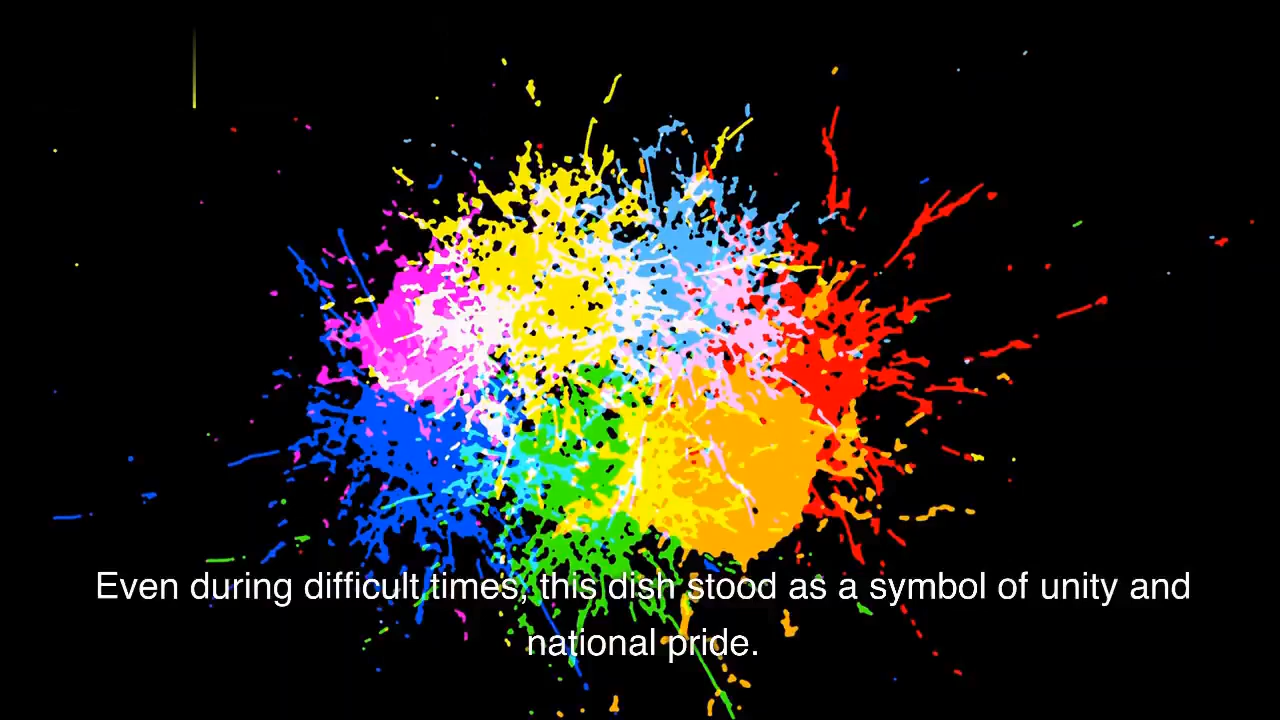 Even during difficult times, this dish stood as a symbol of unity and
national pride.